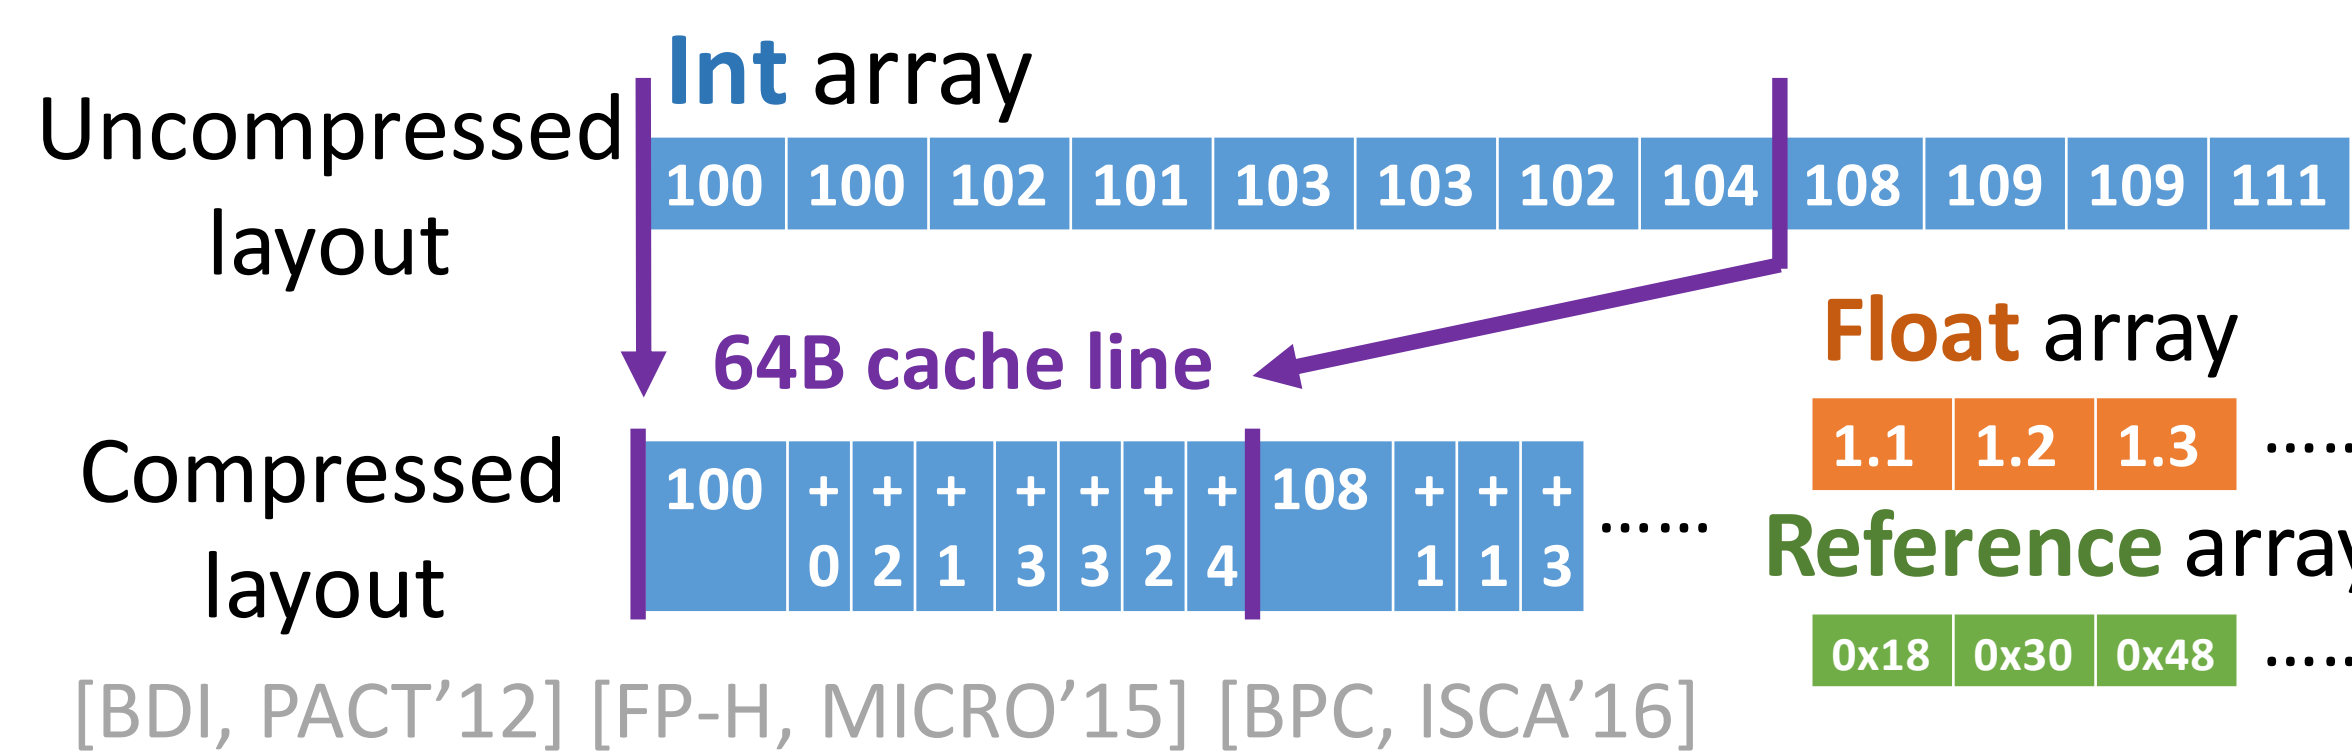 Int array
Uncompressed
layout
100 100 102 101 103 103 102 104 108 109 109 111
64B cache line
Float array
1.1 1.2 1.3 ......
Compressed
layout
100 +0 +2 +1 +3 +3 +2 +4 108 +1 +1 +3 ......
Reference array
0x18 0x30 0x48 ......
[BDI, PACT’12] [FP-H, MICRO’15] [BPC, ISCA’16]